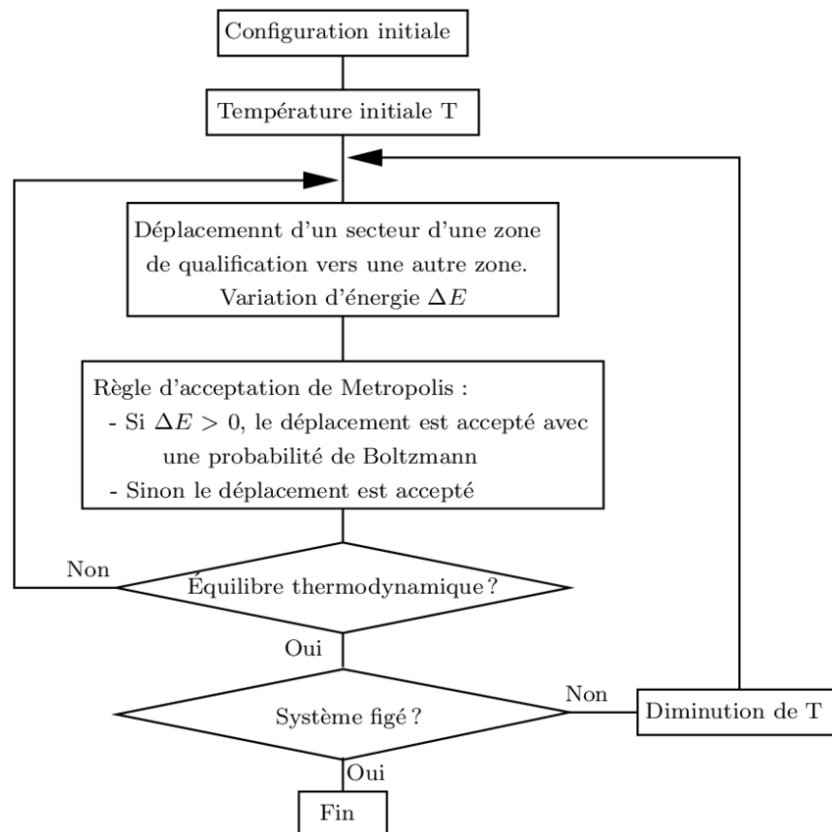 Configuration initiale
Température initiale T
Déplacemennt d'un secteur d'une zone
de qualification vers une autre zone.
Variation d'énergie ΔE
Règle d'acceptation de Metropolis :
- Si ΔE > 0, le déplacement est accepté avec
une probabilité de Boltzmann
- Sinon le déplacement est accepté
Non
Équilibre thermodynamique ?
Oui
Système figé ?
Non
Diminution de T
Oui
Fin